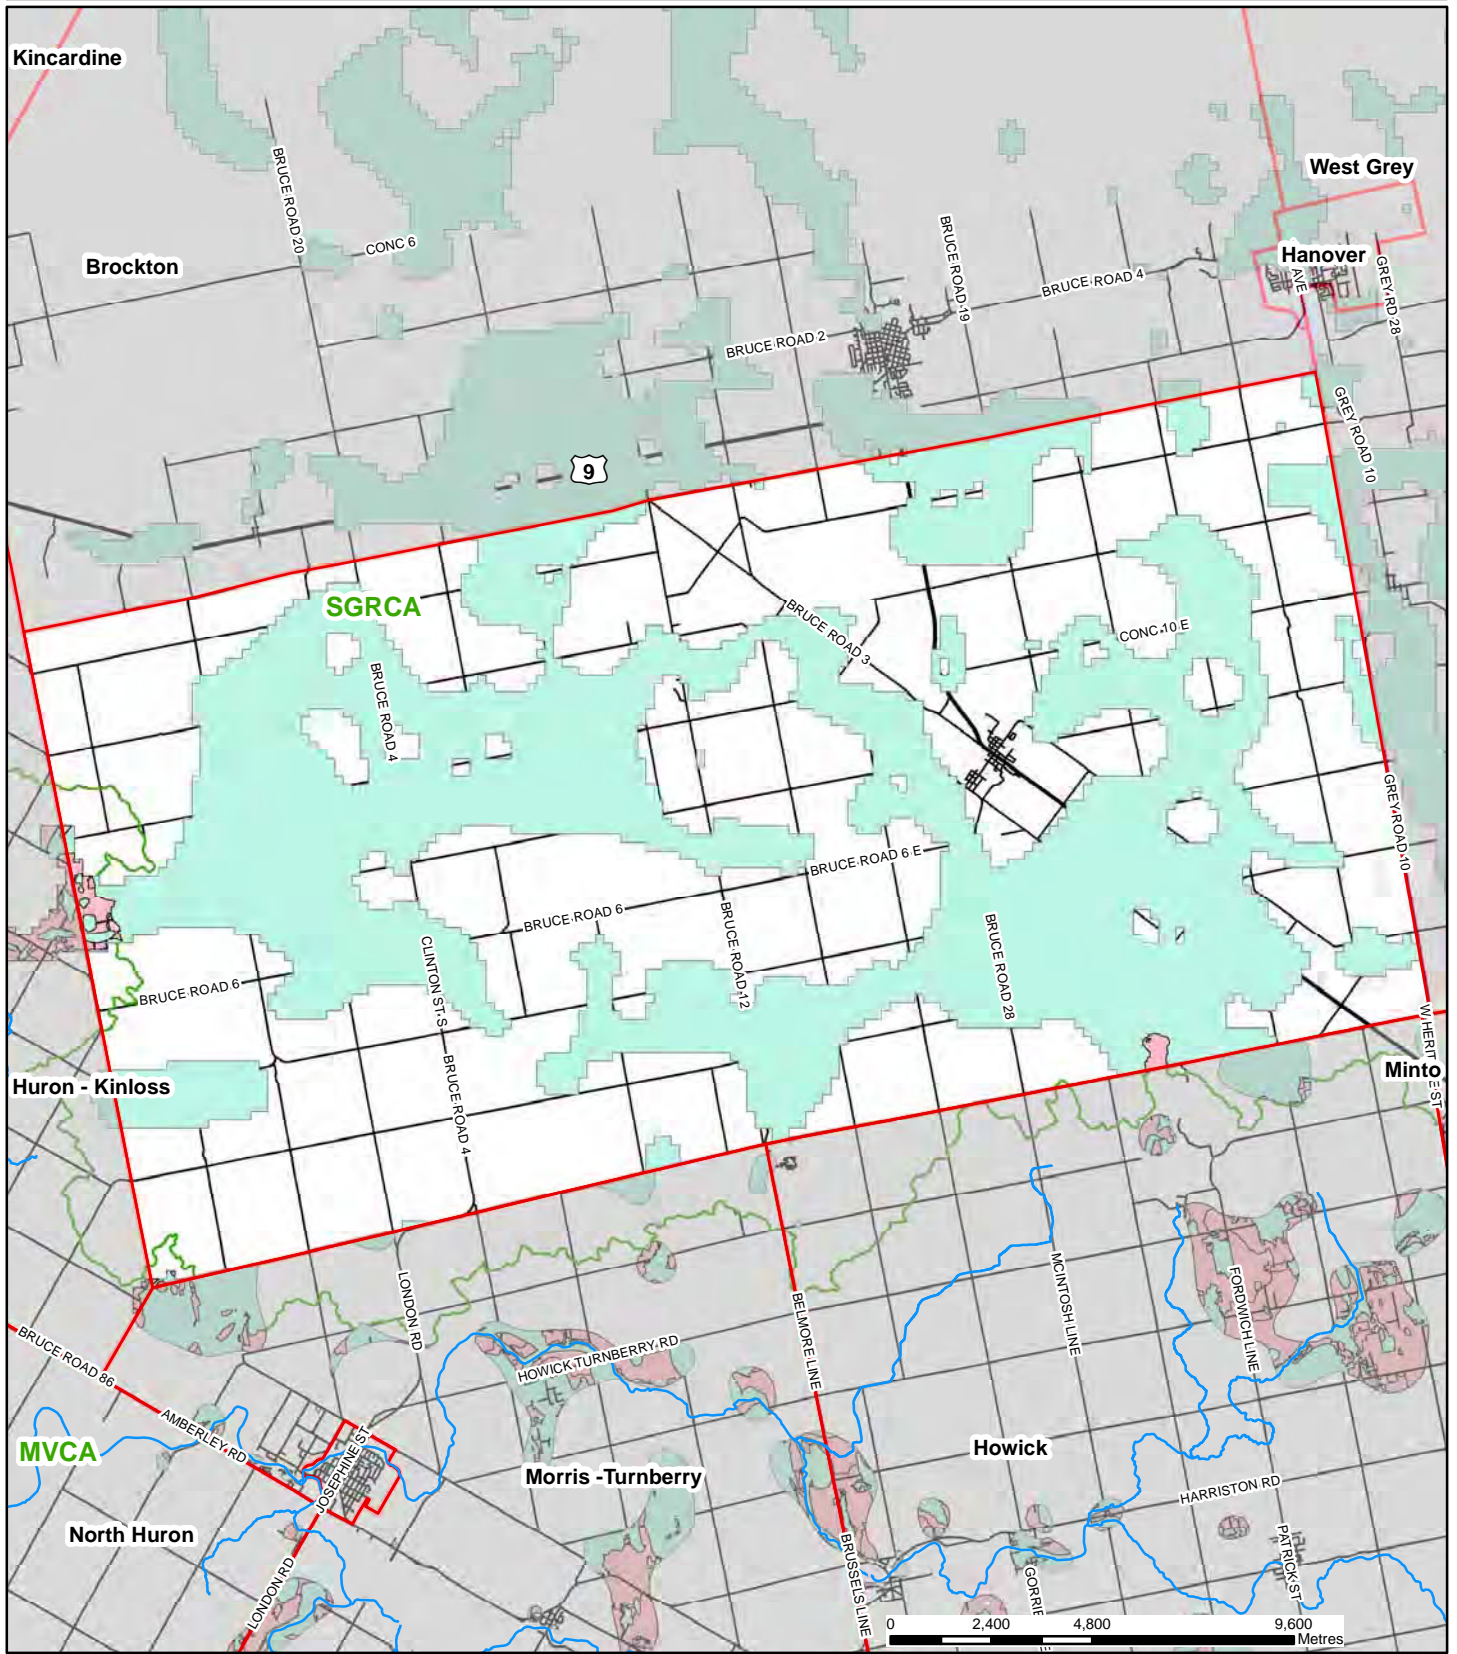 Kincardine
West Grey
BRUCE ROAD 20
CONC 6
BRUCE ROAD 19
Hanover
Brockton
BRUCE ROAD 4
AVE
GREY RD 28
BRUCE ROAD 2
GREY ROAD 10
9
SGRCA
BRUCE ROAD 3
CONC 10 E
BRUCE ROAD 4
GREY ROAD 10
BRUCE ROAD 6 E
BRUCE ROAD 6
BRUCE ROAD 12
BRUCE ROAD 28
CLINTON ST S
BRUCE ROAD 6
Huron - Kinloss
BRUCE ROAD 4
Minto
LONDON RD
BELMORE LINE
MCINTOSH LINE
FORDWICH LINE
BRUCE ROAD 86
HOWICK TURNBERRY RD
AMBERLEY RD
JOSEPHINE ST
MVCA
Howick
Morris -Turnberry
HARRISTON RD
North Huron
PATRICK ST
LONDON RD
BRUSSELS LINE
GORRIE
0 2,400 4,800 9,600
Metres